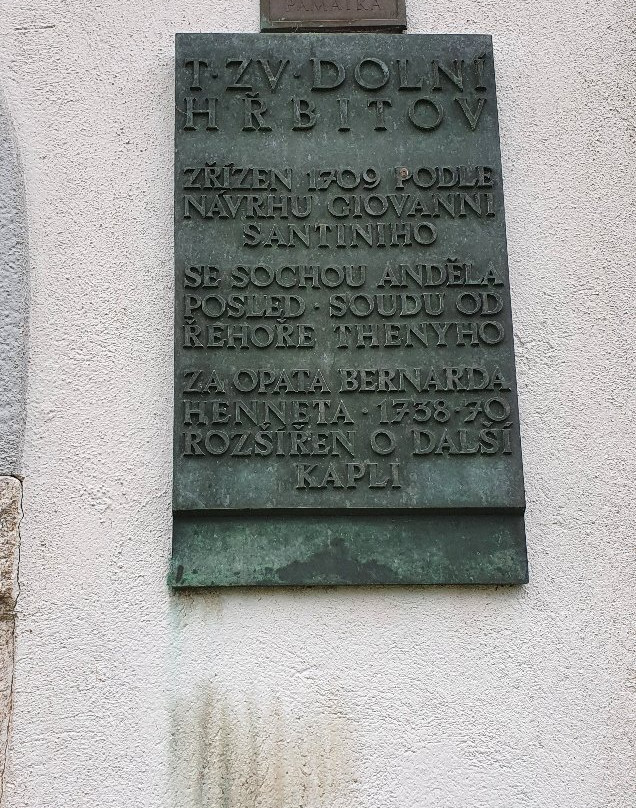 PAMÁTKA
T·ZV·DOLNÍ
HŘBITOV
ZŘÍZEN 1709 PODLE
NÁVRHU GIOVANNI
SANTINIHO
SE SOCHOU ANDĚLA
POSLED·SOUDU OD
ŘEHOŘE THENYHO
ZA OPATA BERNARDA
HENNETA·1738·70
ROZŠÍŘEN O DALŠÍ
KAPLI